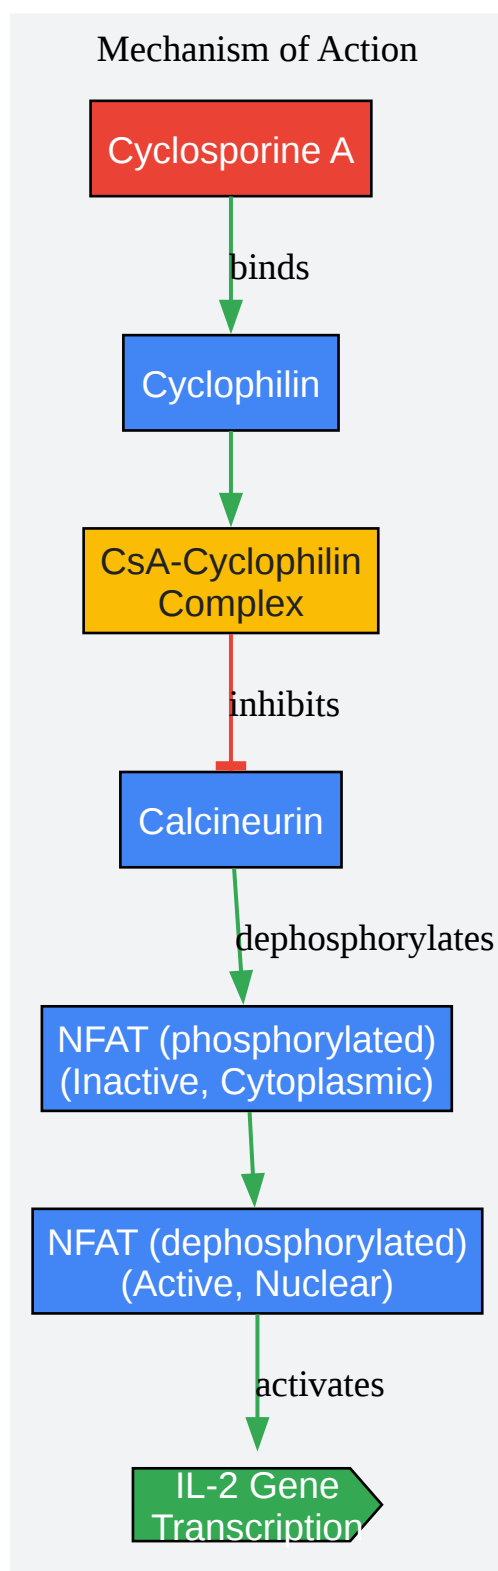 Mechanism of Action
Cyclosporine A
binds
Cyclophilin
CsA-Cyclophilin
Complex
inhibits
Calcineurin
dephosphorylates
NFAT (phosphorylated)
(Inactive, Cytoplasmic)
NFAT (dephosphorylated)
(Active, Nuclear)
activates
IL-2 Gene
Transcription